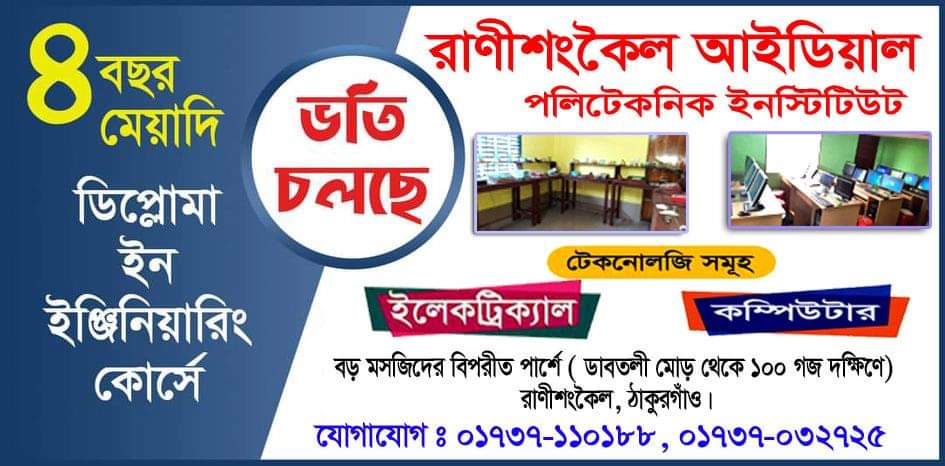 ৪ বছর
মেয়াদি
ডিপ্লোমা
ইন
ইঞ্জিনিয়ারিং
কোর্সে
ভর্তি
চলছে
রাণীশংকৈল আইডিয়াল
পলিটেকনিক ইনস্টিটিউট
টেকনোলজি সমূহ
ইলেকট্রিক্যাল
কম্পিউটার
বড় মসজিদের বিপরীত পার্শে ( ডাবতলী মোড় থেকে ১০০ গজ দক্ষিণে)
রাণীশংকৈল, ঠাকুরগাঁও।
যোগাযোগ ঃ ০১৭৩৭-১১০১৮৮, ০১৭৩৭-০৩২৭২৫